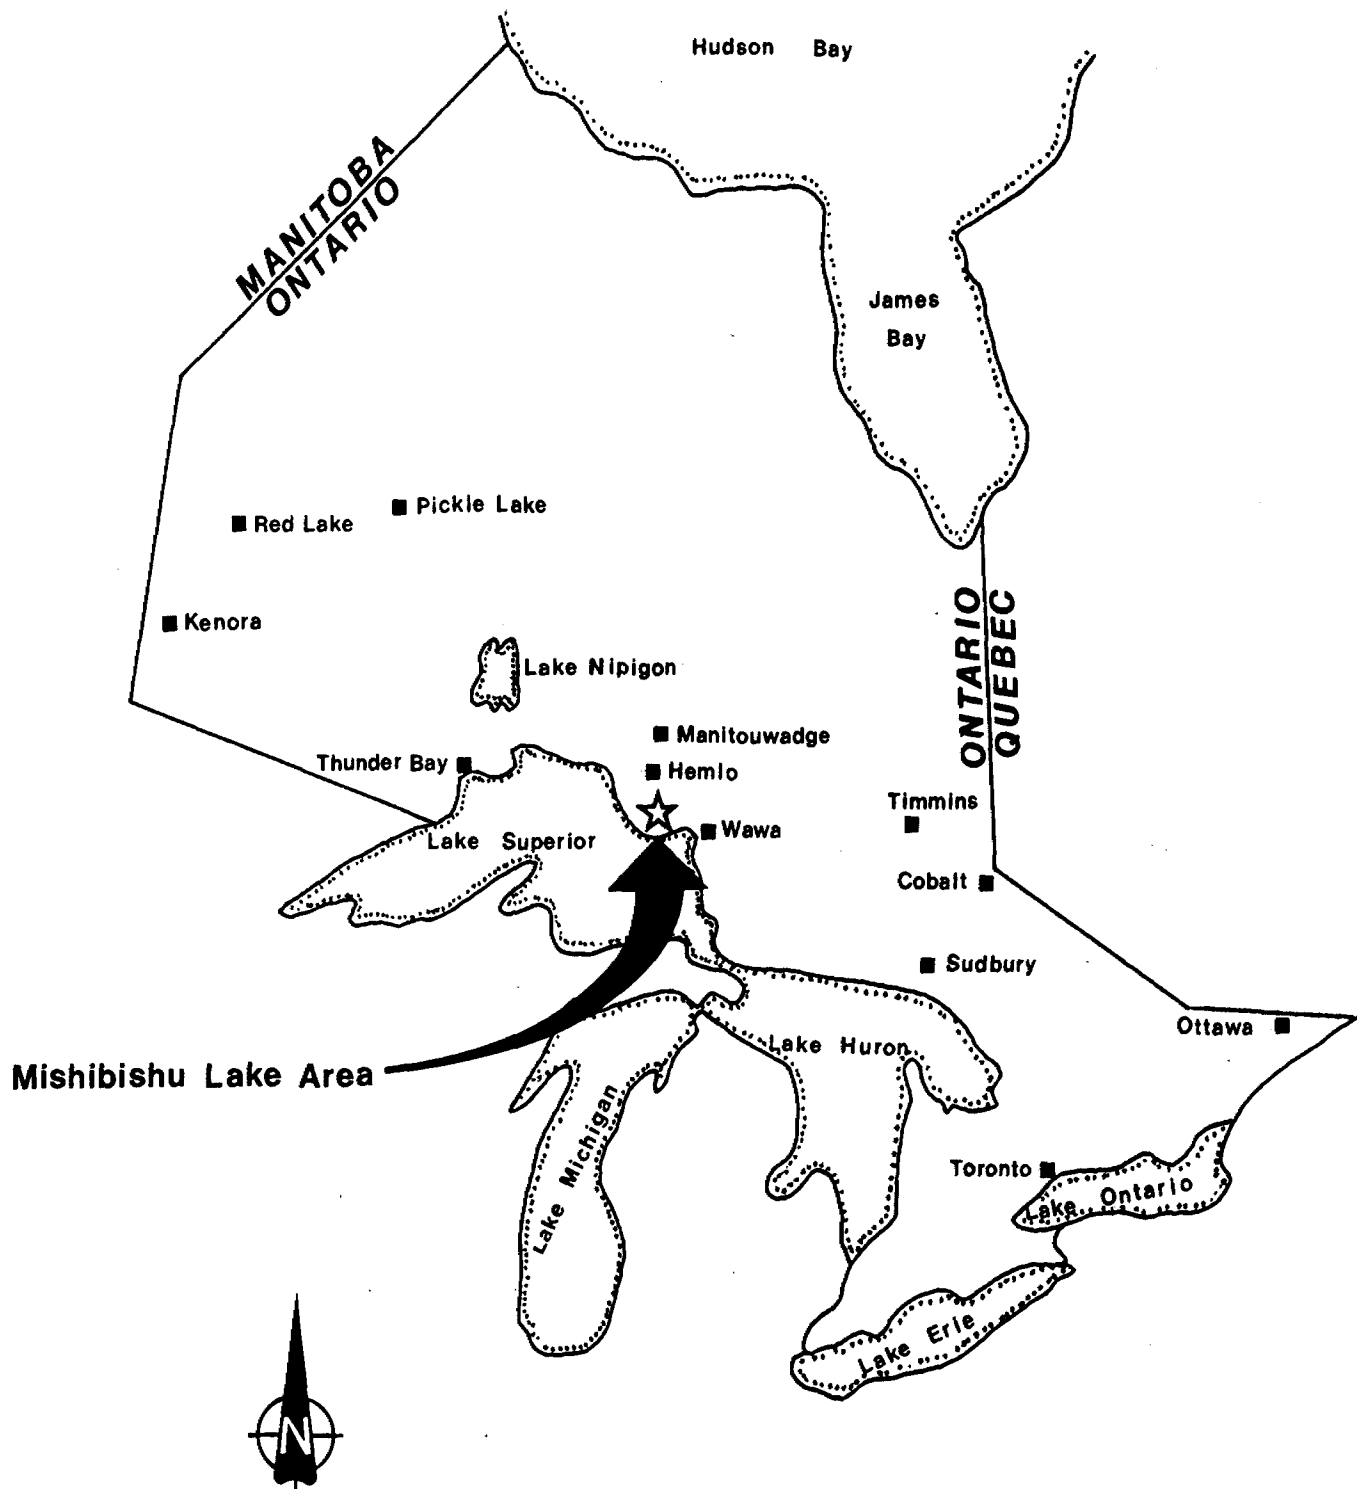 Hudson Bay
MANITOBA
ONTARIO
James
Bay
Pickle Lake
Red Lake
Kenora
ONTARIO
QUEBEC
Lake Nipigon
Manitouwadge
Thunder Bay
Hemlo
Timmins
Wawa
Lake Superior
Cobalt
Sudbury
Ottawa
Lake Huron
Mishibishu Lake Area
Lake Michigan
Toronto
Lake Ontario
Lake Erie
N